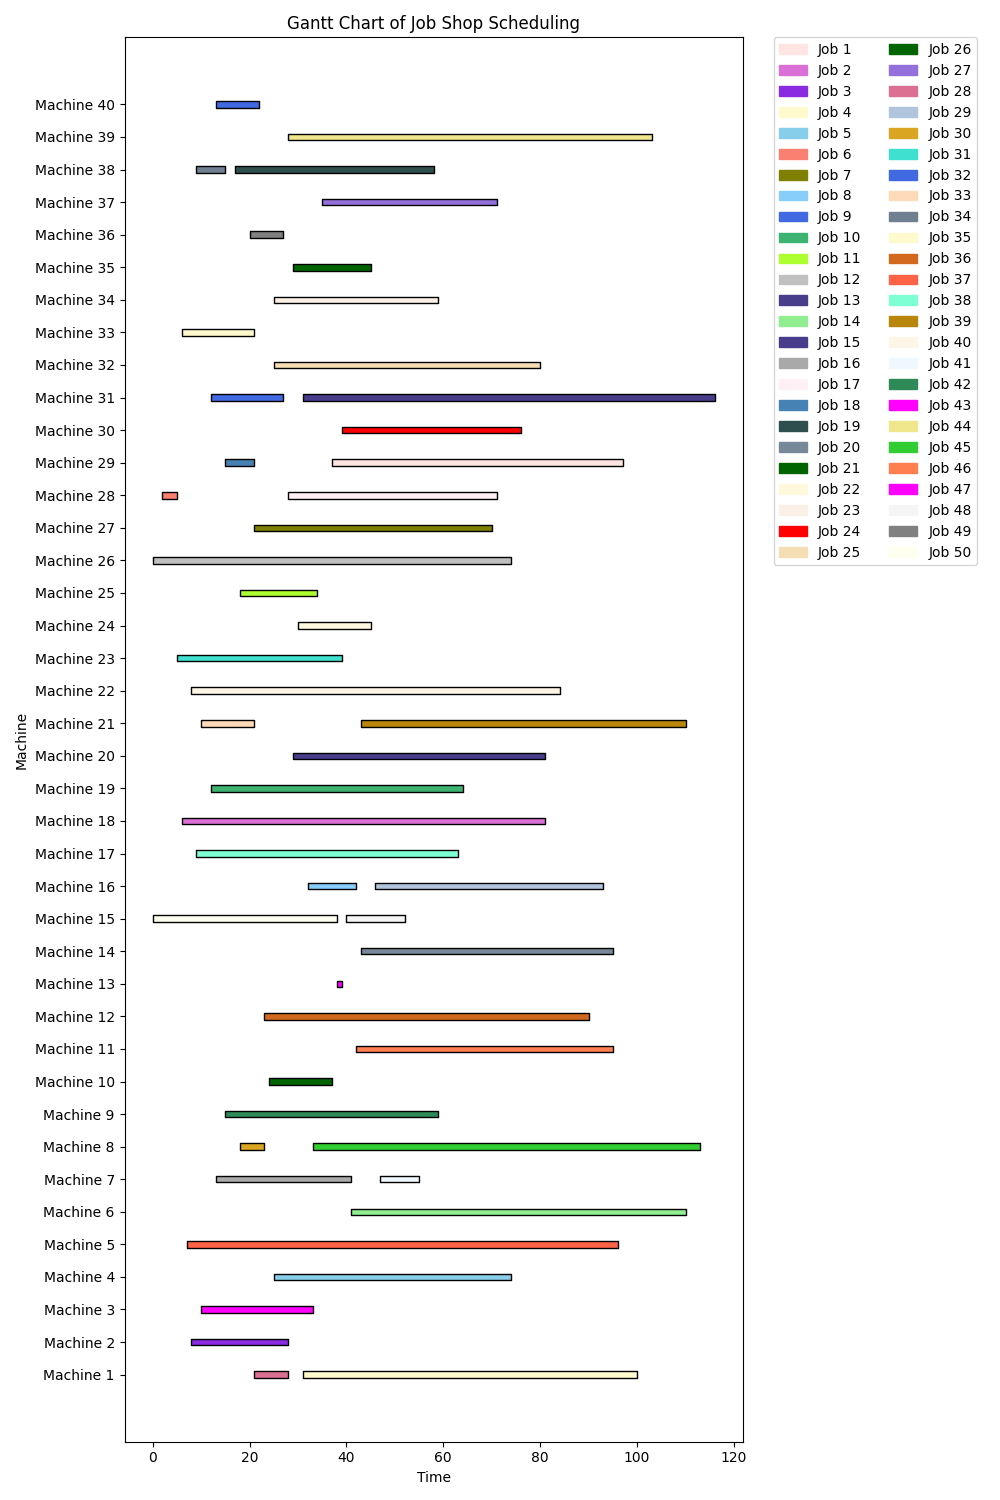 Gantt Chart of Job Shop Scheduling
Machine 40
Machine 39
Machine 38
Machine 37
Machine 36
Machine 35
Machine 34
Machine 33
Machine 32
Machine 31
Machine 30
Machine 29
Machine 28
Machine 27
Machine 26
Machine 25
Machine 24
Machine 23
Machine 22
Machine 21
Machine 20
Machine 19
Machine 18
Machine 17
Machine 16
Machine 15
Machine 14
Machine 13
Machine 12
Machine 11
Machine 10
Machine 9
Machine 8
Machine 7
Machine 6
Machine 5
Machine 4
Machine 3
Machine 2
Machine 1
Machine
0 20 40 60 80 100 120
Time
Job 1
Job 2
Job 3
Job 4
Job 5
Job 6
Job 7
Job 8
Job 9
Job 10
Job 11
Job 12
Job 13
Job 14
Job 15
Job 16
Job 17
Job 18
Job 19
Job 20
Job 21
Job 22
Job 23
Job 24
Job 25
Job 26
Job 27
Job 28
Job 29
Job 30
Job 31
Job 32
Job 33
Job 34
Job 35
Job 36
Job 37
Job 38
Job 39
Job 40
Job 41
Job 42
Job 43
Job 44
Job 45
Job 46
Job 47
Job 48
Job 49
Job 50